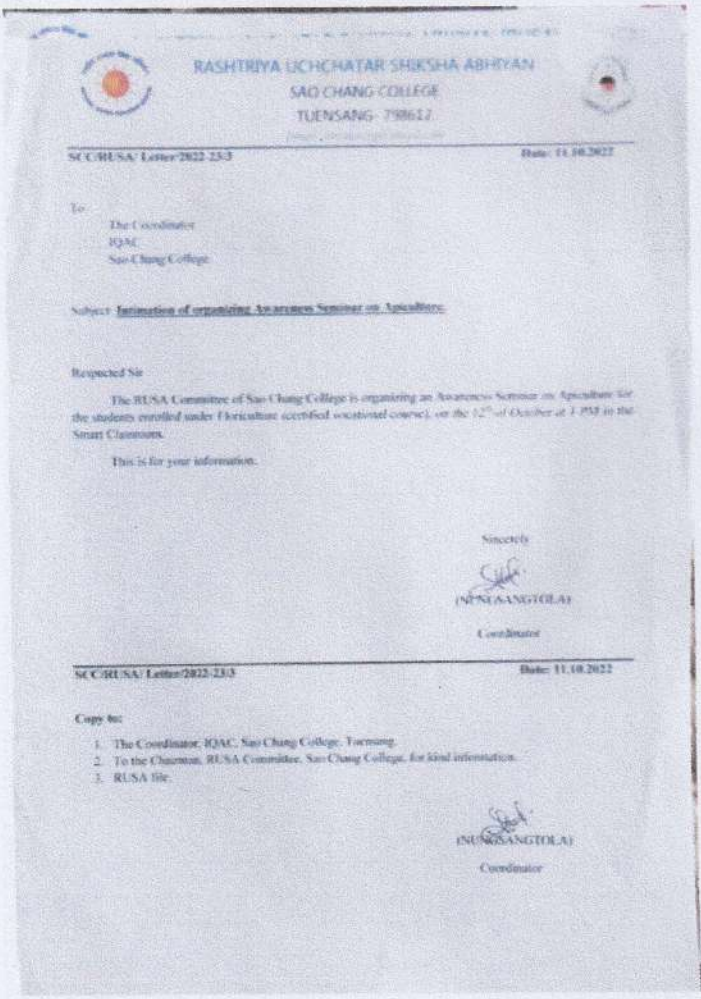 RASHTRIYA UCHCHATAR SHIKSHA ABHIYAN
SAO CHANG COLLEGE
TUENSANG- 798612
SCC/RUSA/ Letter/2022-23/3 Date: 11.10.2022
To
The Coordinator
IQAC
Sao Chang College
Subject: Intimation of organizing Awareness Seminar on Apiculture.
Respected Sir
The RUSA Committee of Sao Chang College is organizing an Awareness Seminar on Apiculture for
the students enrolled under Floriculture (certified vocational course), on the 12th of October at 1 PM in the
Smart Classroom.
This is for your information.
Sincerely
(NUNGSANGTOLA)
Coordinator
SCC/RUSA/ Letter/2022-23/3 Date: 11.10.2022
Copy to:
1. The Coordinator, IQAC, Sao Chang College, Tuensang.
2. To the Chairman, RUSA Committee, Sao Chang College, for kind information.
3. RUSA file.
(NUNGSANGTOLA)
Coordinator